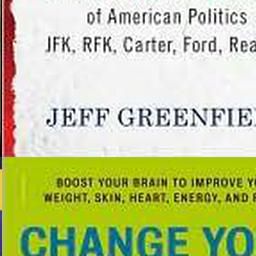 of American Politics
JFK, RFK, Carter, Ford, Rea
JEFF GREENFIE
BOOST YOUR BRAIN TO IMPROVE YO
WEIGHT, SKIN, HEART, ENERGY, AND F
CHANGE YO